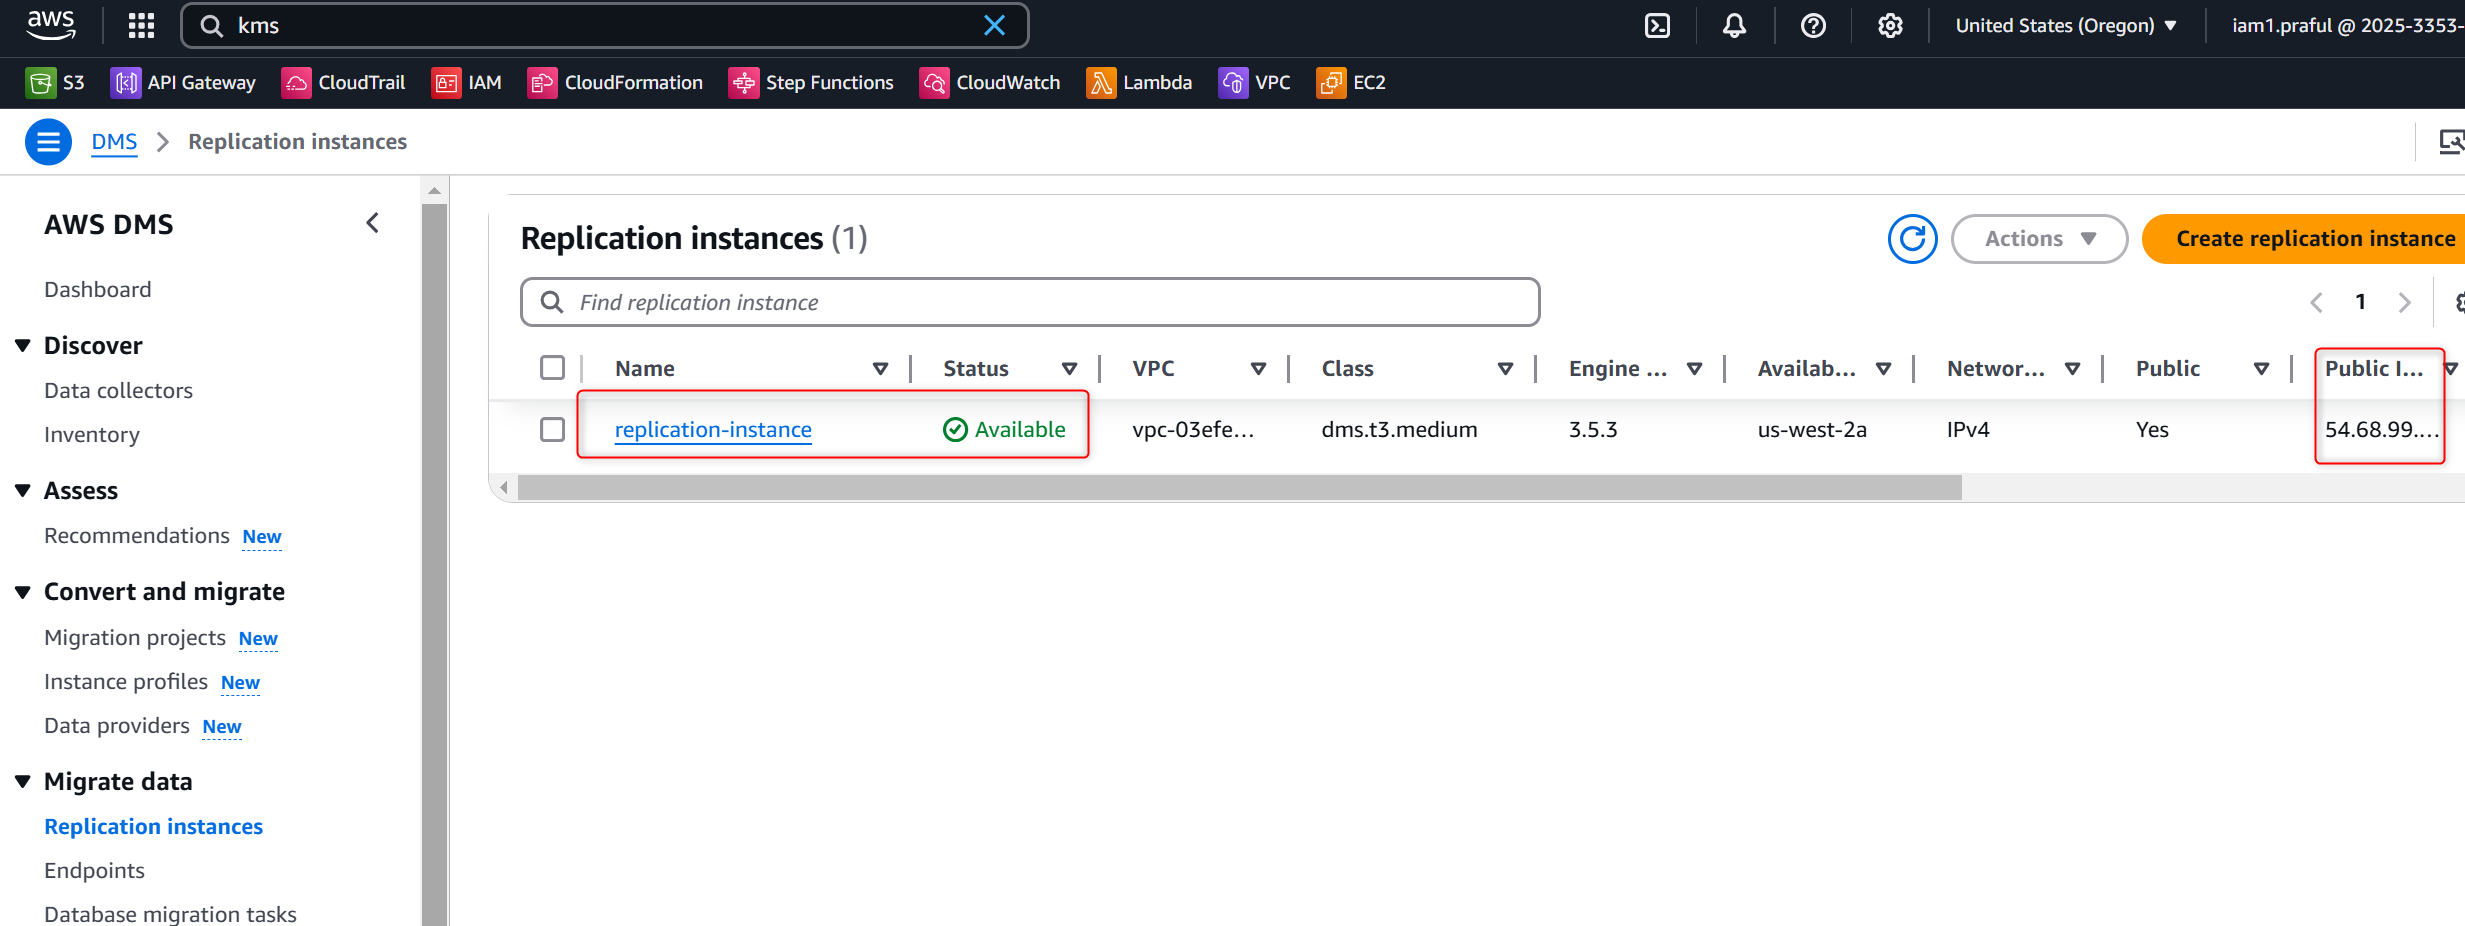 aws
kms
United States (Oregon)
iam1.praful @ 2025-3353-
S3
API Gateway
CloudTrail
IAM
CloudFormation
Step Functions
CloudWatch
Lambda
VPC
EC2
DMS
Replication instances
AWS DMS
Dashboard
Discover
Data collectors
Inventory
Assess
Recommendations New
Convert and migrate
Migration projects New
Instance profiles New
Data providers New
Migrate data
Replication instances
Endpoints
Database migration tasks
Replication instances (1)
Actions
Create replication instance
Find replication instance
1
Name Status VPC Class Engine ... Availab... Networ... Public Public I...
replication-instance Available vpc-03efe... dms.t3.medium 3.5.3 us-west-2a IPv4 Yes 54.68.99....